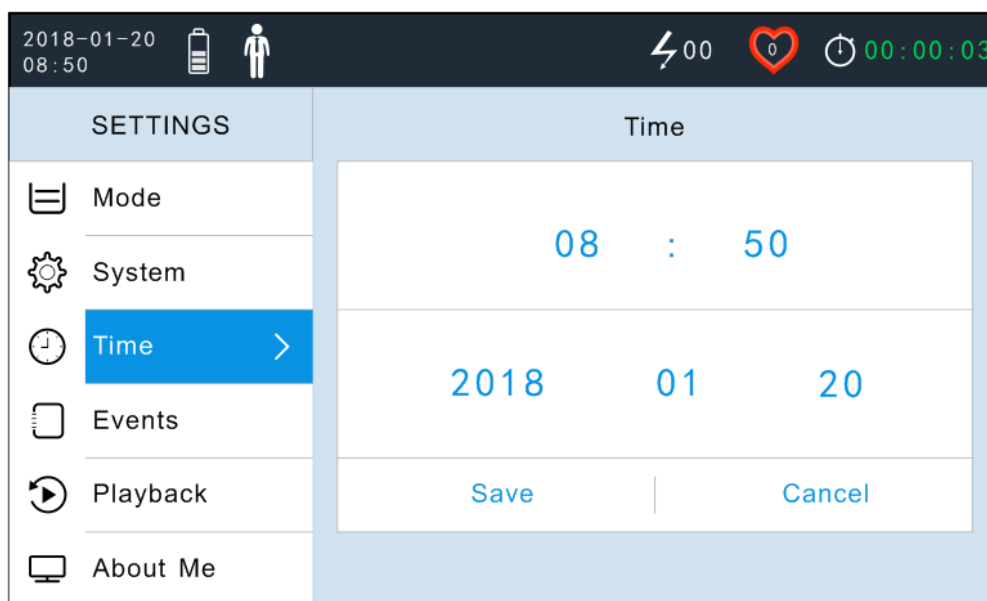 2018-01-20
08:50
00
0
00:00:03
SETTINGS
Time
Mode
System
Time
Events
Playback
About Me
08 : 50
2018 01 20
Save
Cancel